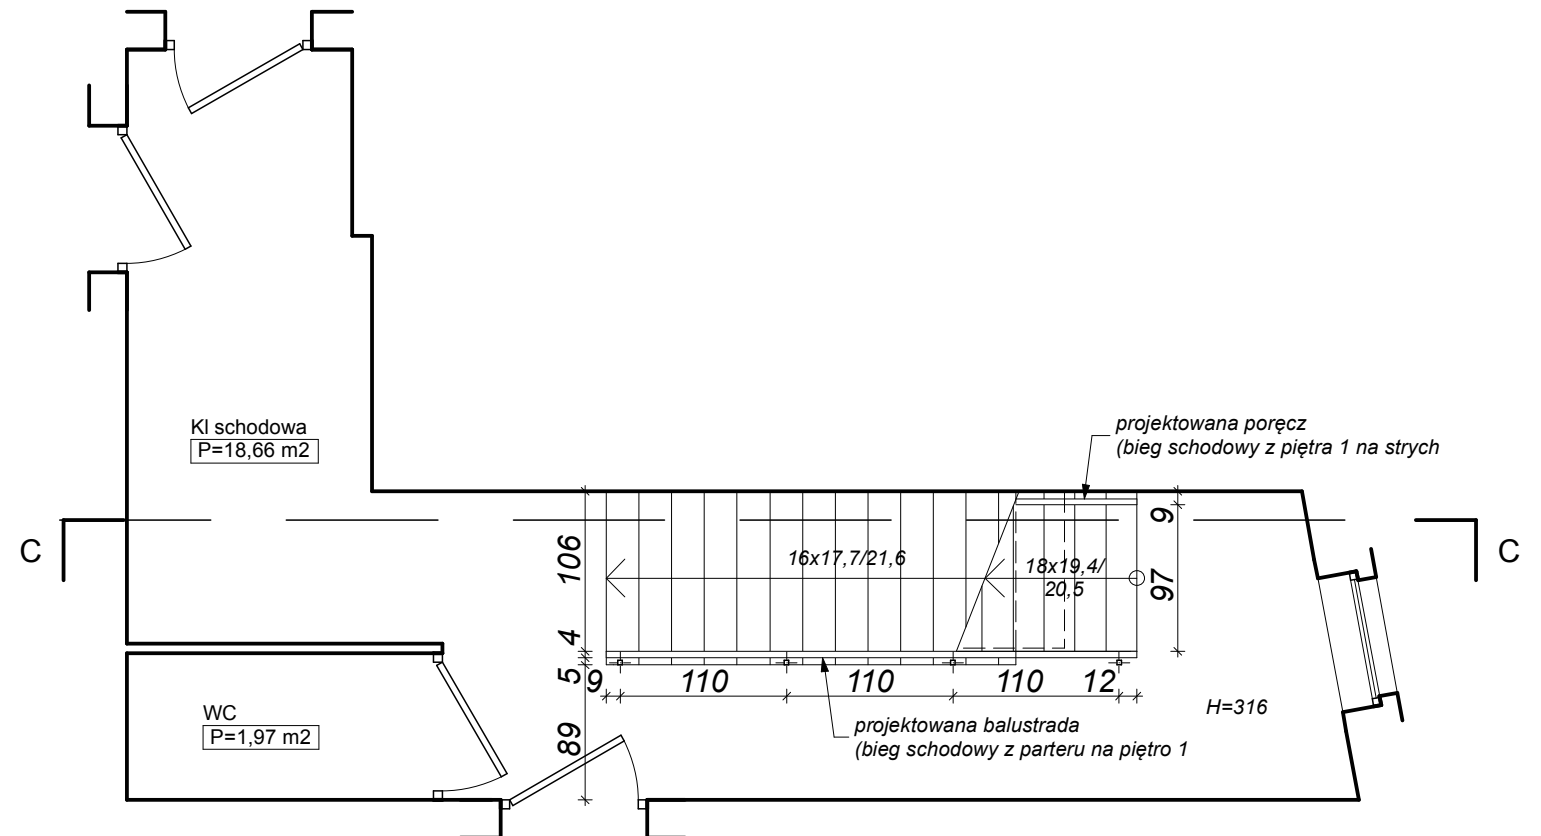 Kl schodowa
P=18,66 m2
projektowana poręcz
(bieg schodowy z piętra 1 na strych
C
C
9
106
16x17,7/21,6
18x19,4/
20,5
97
4
5
9
110
110
110
12
WC
P=1,97 m2
H=316
89
projektowana balustrada
(bieg schodowy z parteru na piętro 1